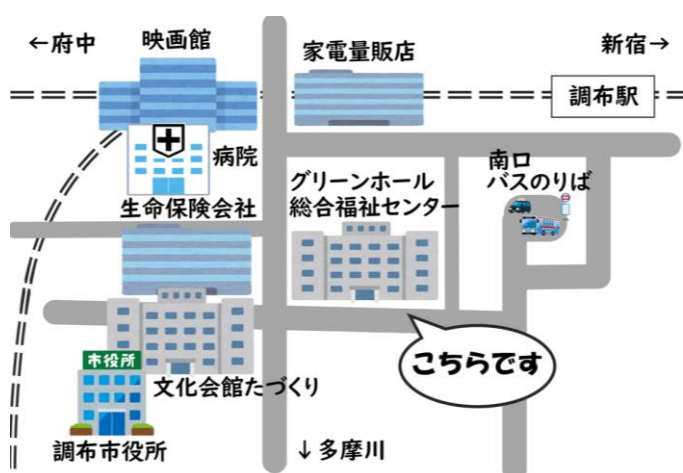 ←府中
映画館
家電量販店
新宿→
調布駅
病院
南口
バスのりば
グリーンホール
総合福祉センター
生命保険会社
こちらです
市役所
文化会館たづくり
調布市役所
↓多摩川